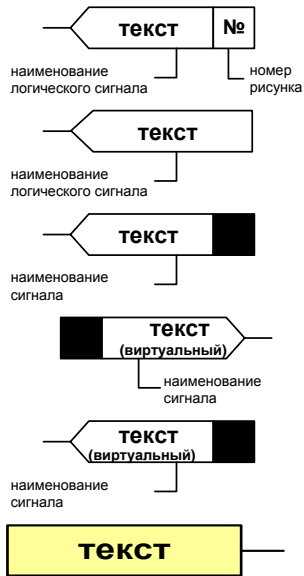 текст №
наименование
логического сигнала
номер
рисунка
текст
наименование
логического сигнала
текст
наименование
сигнала
текст
(виртуальный)
наименование
сигнала
текст
(виртуальный)
наименование
сигнала
текст